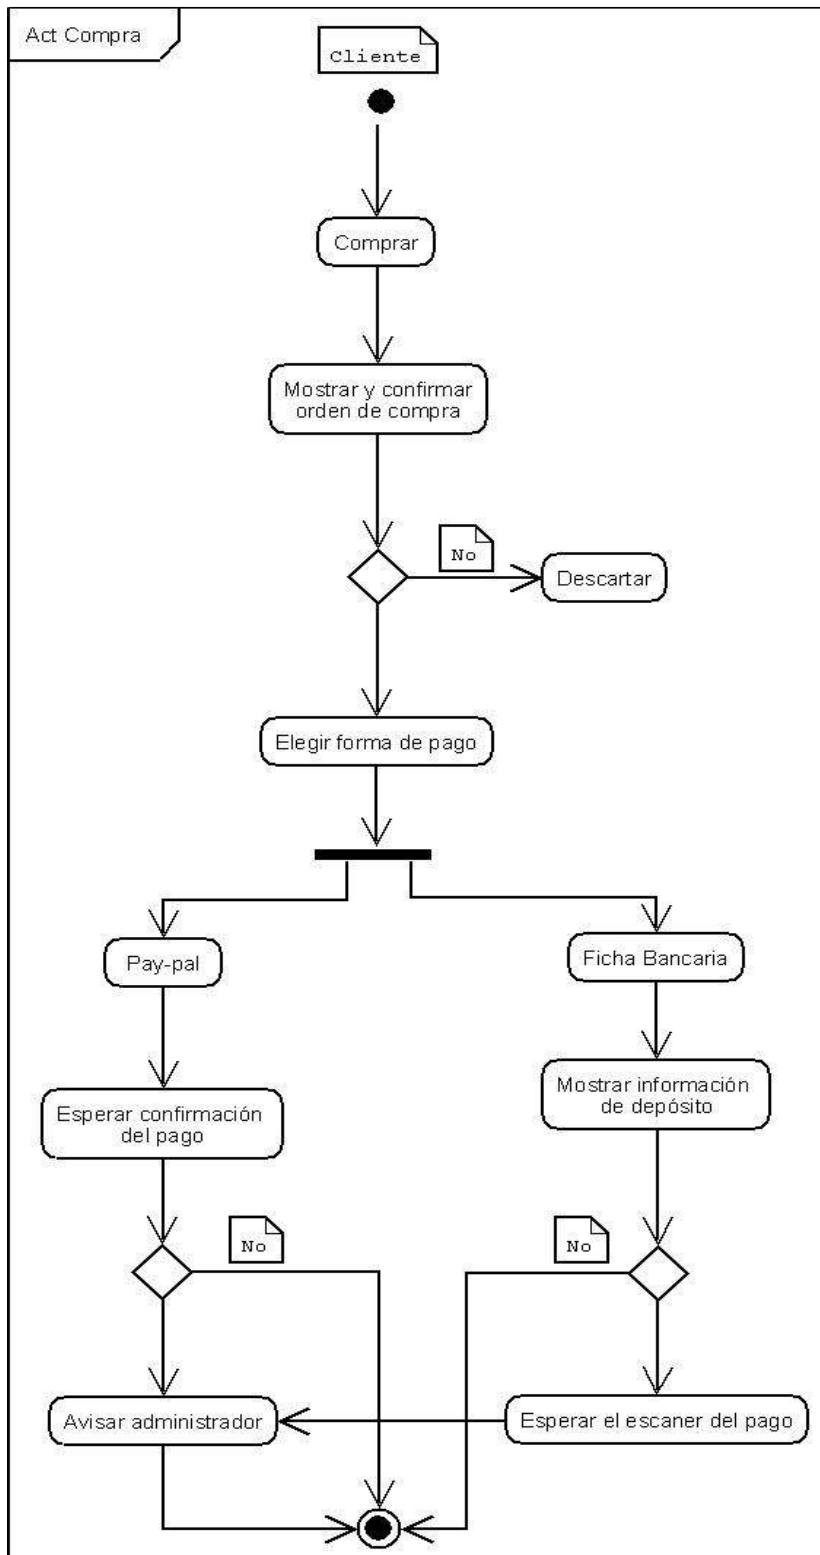 Act Compra
Cliente
Comprar
Mostrar y confirmar
orden de compra
No
Descartar
Elegir forma de pago
Pay-pal
Ficha Bancaria
Esperar confirmación
del pago
Mostrar información
de depósito
No
No
Avisar administrador
Esperar el escaner del pago